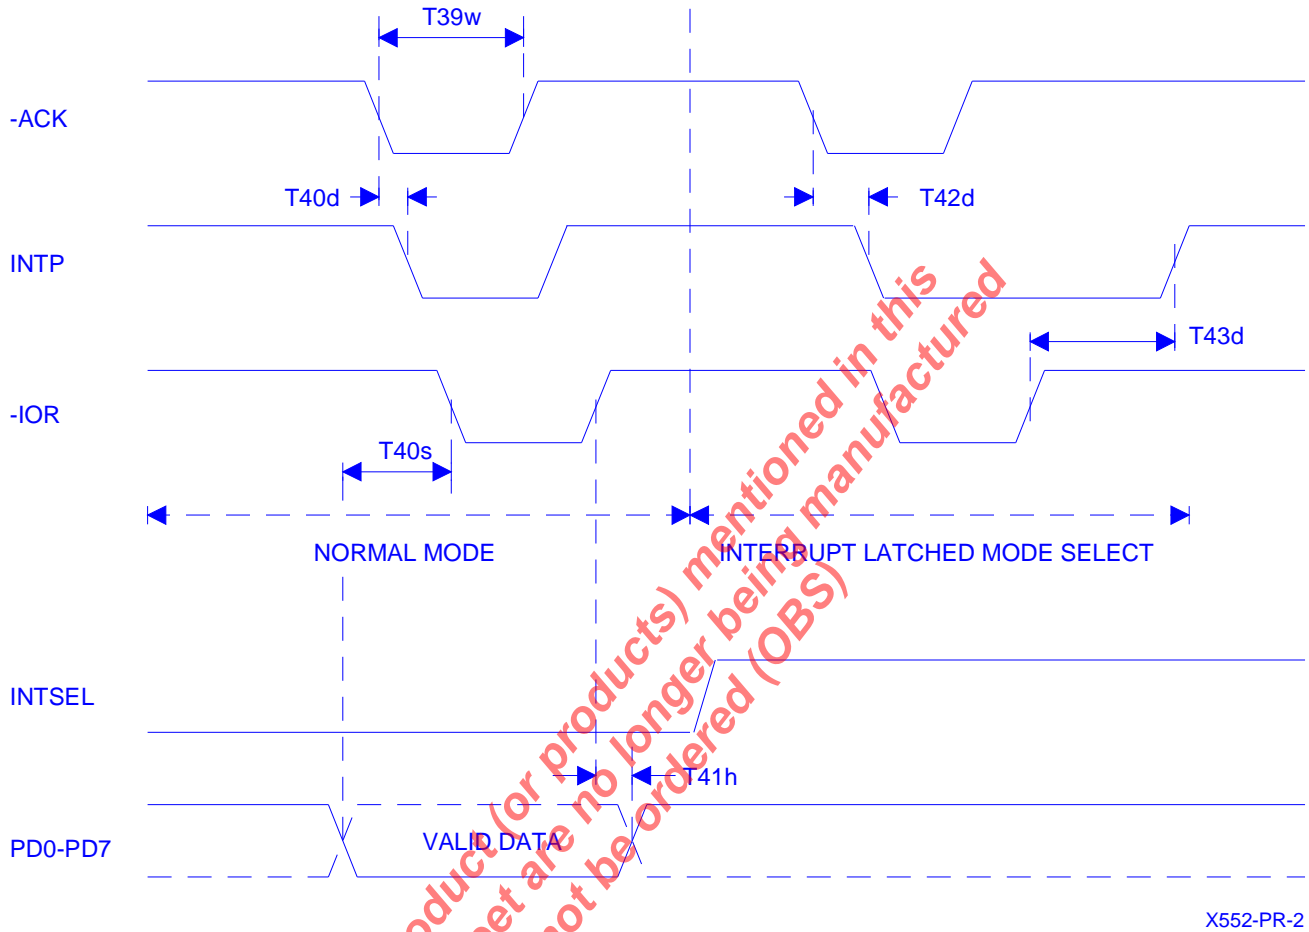 T39w
-ACK
T40d
T42d
INTP
T43d
-IOR
T40s
NORMAL MODE
INTERRUPT LATCHED MODE SELECT
INTSEL
T41h
PD0-PD7
VALID DATA
X552-PR-2
oduct (or products) mentioned in this
et are no longer being manufactured
not be ordered (OBS)